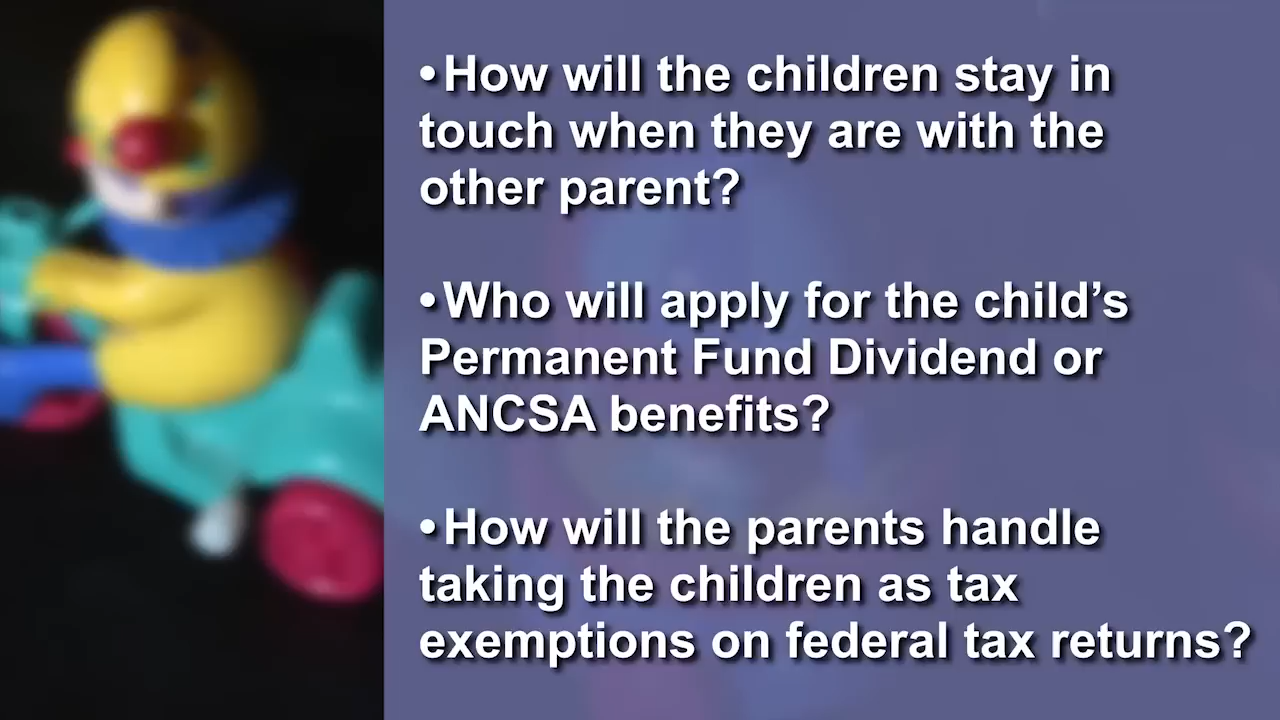 •How will the children stay in
touch when they are with the
other parent?
•Who will apply for the child’s
Permanent Fund Dividend or
ANCSA benefits?
•How will the parents handle
taking the children as tax
exemptions on federal tax returns?